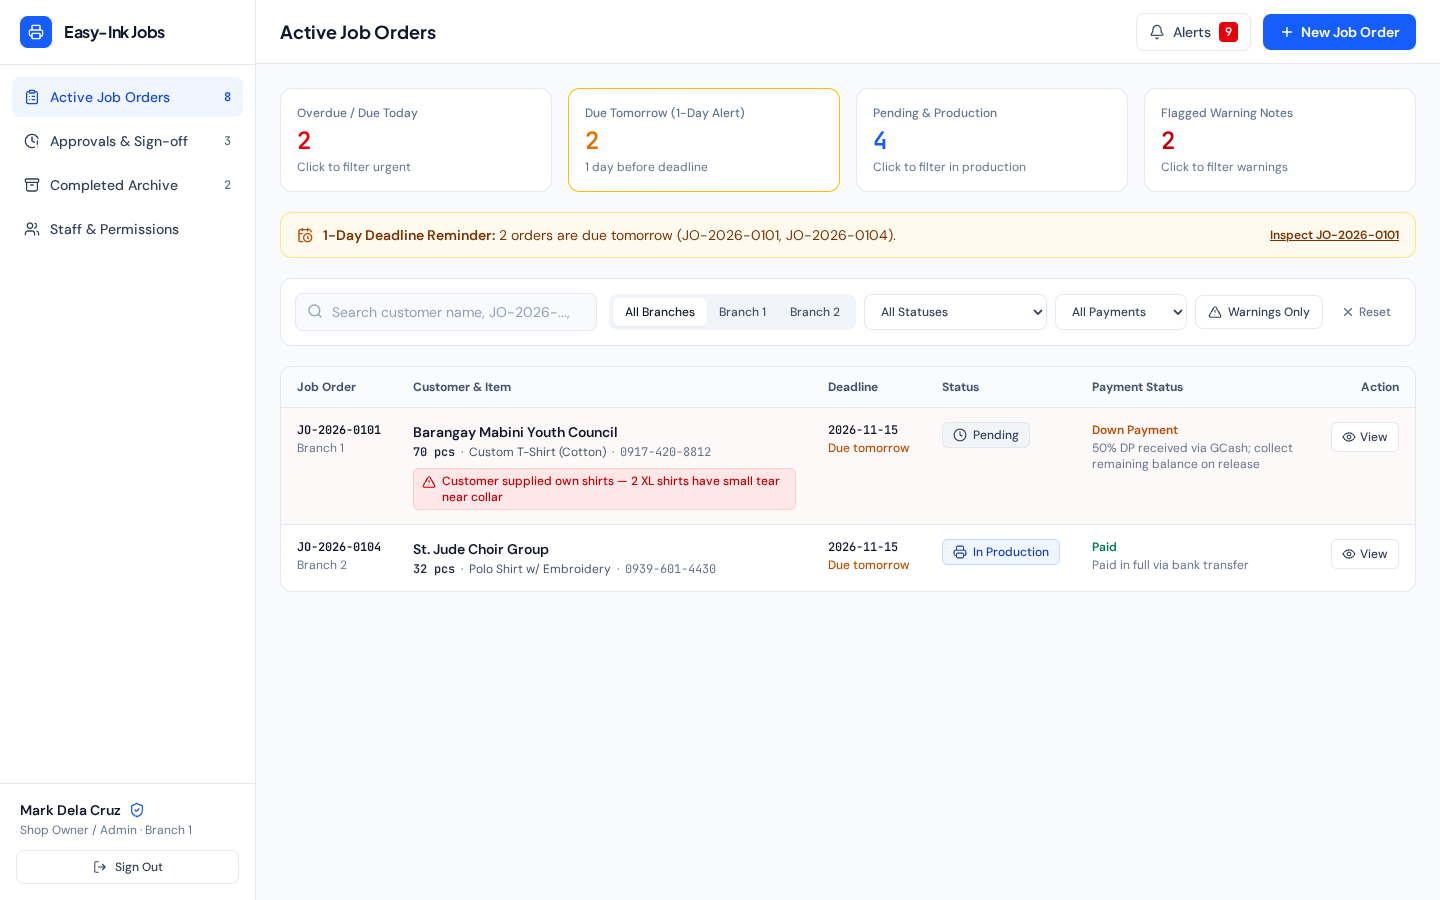 Easy-Ink Jobs
Active Job Orders 8
Approvals & Sign-off 3
Completed Archive 2
Staff & Permissions
Mark Dela Cruz
Shop Owner / Admin · Branch 1
Sign Out
Active Job Orders
Alerts 9
New Job Order
Overdue / Due Today
2
Click to filter urgent
Due Tomorrow (1-Day Alert)
2
1 day before deadline
Pending & Production
4
Click to filter in production
Flagged Warning Notes
2
Click to filter warnings
1-Day Deadline Reminder: 2 orders are due tomorrow (JO-2026-0101, JO-2026-0104).
Inspect JO-2026-0101
Search customer name, JO-2026-...,
All Branches Branch 1 Branch 2
All Statuses
All Payments
Warnings Only
Reset
Job Order Customer & Item Deadline Status Payment Status Action
JO-2026-0101
Branch 1
Barangay Mabini Youth Council
70 pcs · Custom T-Shirt (Cotton) · 0917-420-8812
Customer supplied own shirts — 2 XL shirts have small tear
near collar
2026-11-15
Due tomorrow
Pending
Down Payment
50% DP received via GCash; collect
remaining balance on release
View
JO-2026-0104
Branch 2
St. Jude Choir Group
32 pcs · Polo Shirt w/ Embroidery · 0939-601-4430
2026-11-15
Due tomorrow
In Production
Paid
Paid in full via bank transfer
View